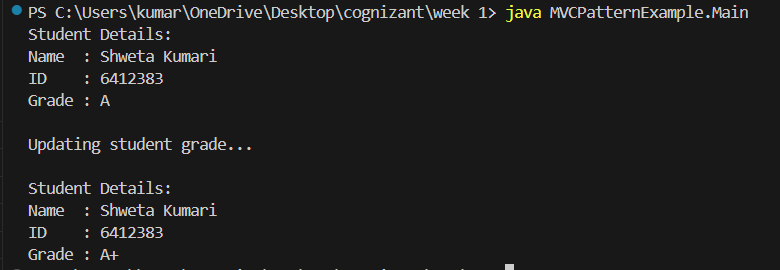 PS C:\Users\kumar\OneDrive\Desktop\cognizant\week 1> java MVCPatternExample.Main
Student Details:
Name  : Shweta Kumari
ID    : 6412383
Grade : A

Updating student grade...

Student Details:
Name  : Shweta Kumari
ID    : 6412383
Grade : A+